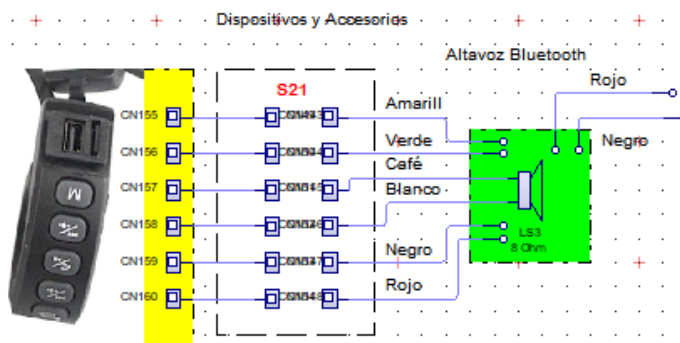 Dispositivos y Accesorios
Altavoz Bluetooth
Rojo
Negro
S21
CN155
CN156
CN157
CN158
CN159
CN160
Amarill
Verde
Café
Blanco
Negro
Rojo
LS3
8 Ohm
M